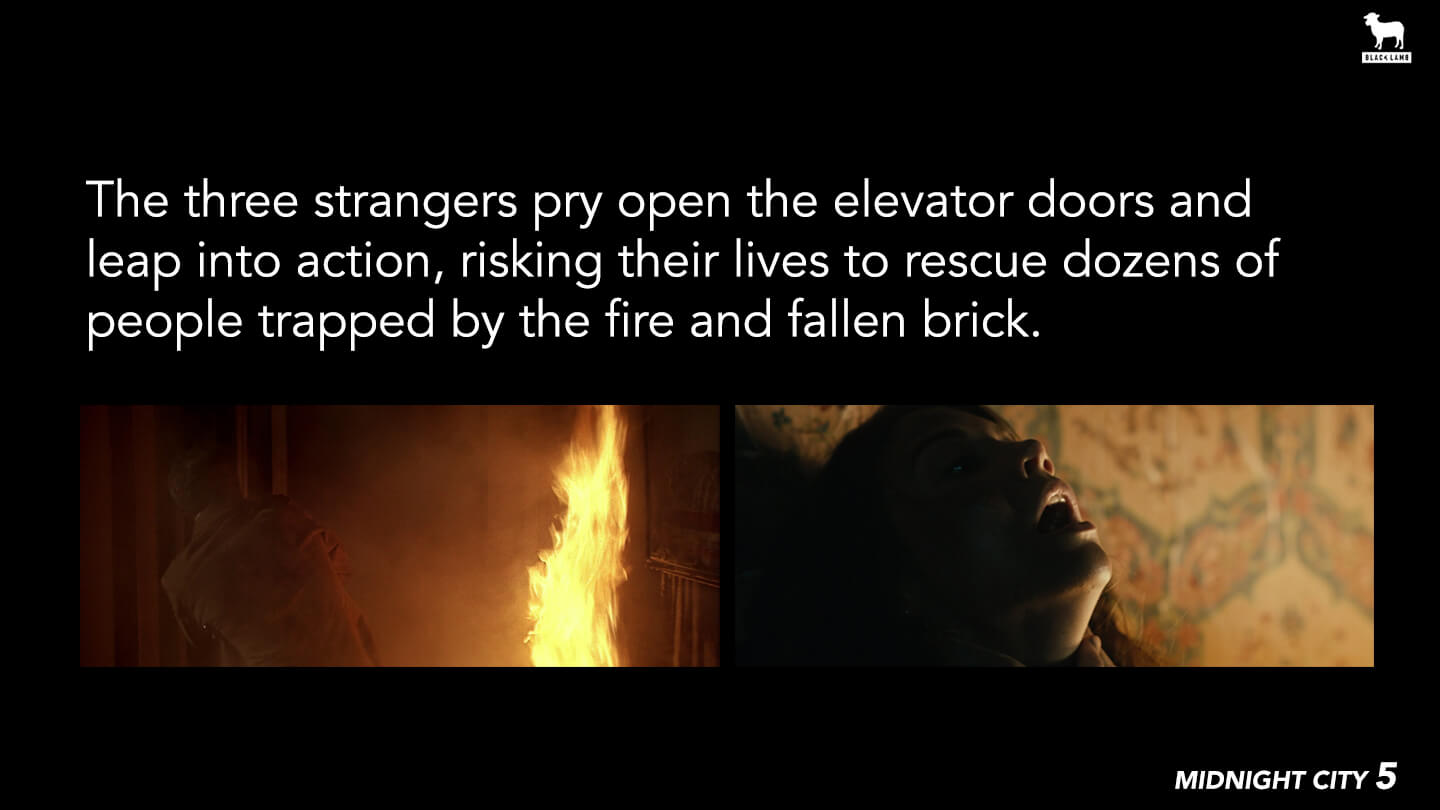 BLACK LAMB
The three strangers pry open the elevator doors and
leap into action, risking their lives to rescue dozens of
people trapped by the fire and fallen brick.
MIDNIGHT CITY 5